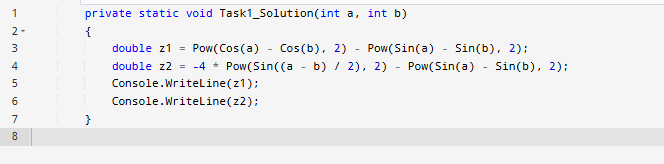 1 private static void Task1_Solution(int a, int b)
2 {
3 double z1 = Pow(Cos(a) - Cos(b), 2) - Pow(Sin(a) - Sin(b), 2);
4 double z2 = -4 * Pow(Sin((a - b) / 2), 2) - Pow(Sin(a) - Sin(b), 2);
5 Console.WriteLine(z1);
6 Console.WriteLine(z2);
7 }
8